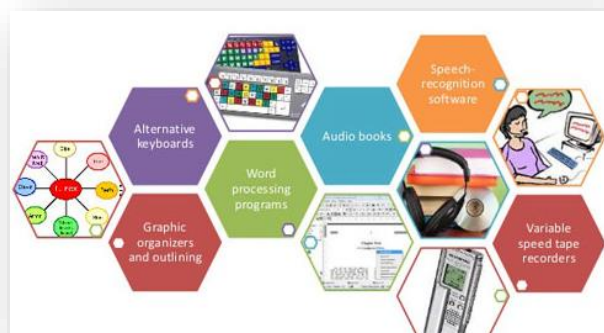 Speech-
recognition
software
Alternative
keyboards
Audio books
Word
processing
programs
Graphic
organizers
and outlining
Variable
speed tape
recorders